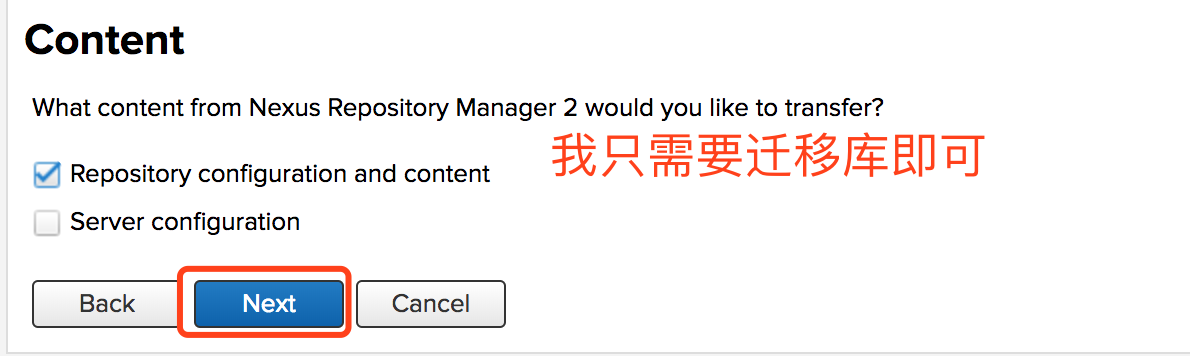 Content
What content from Nexus Repository Manager 2 would you like to transfer?
我只需要迁移库即可
Repository configuration and content
Server configuration
Back Next Cancel